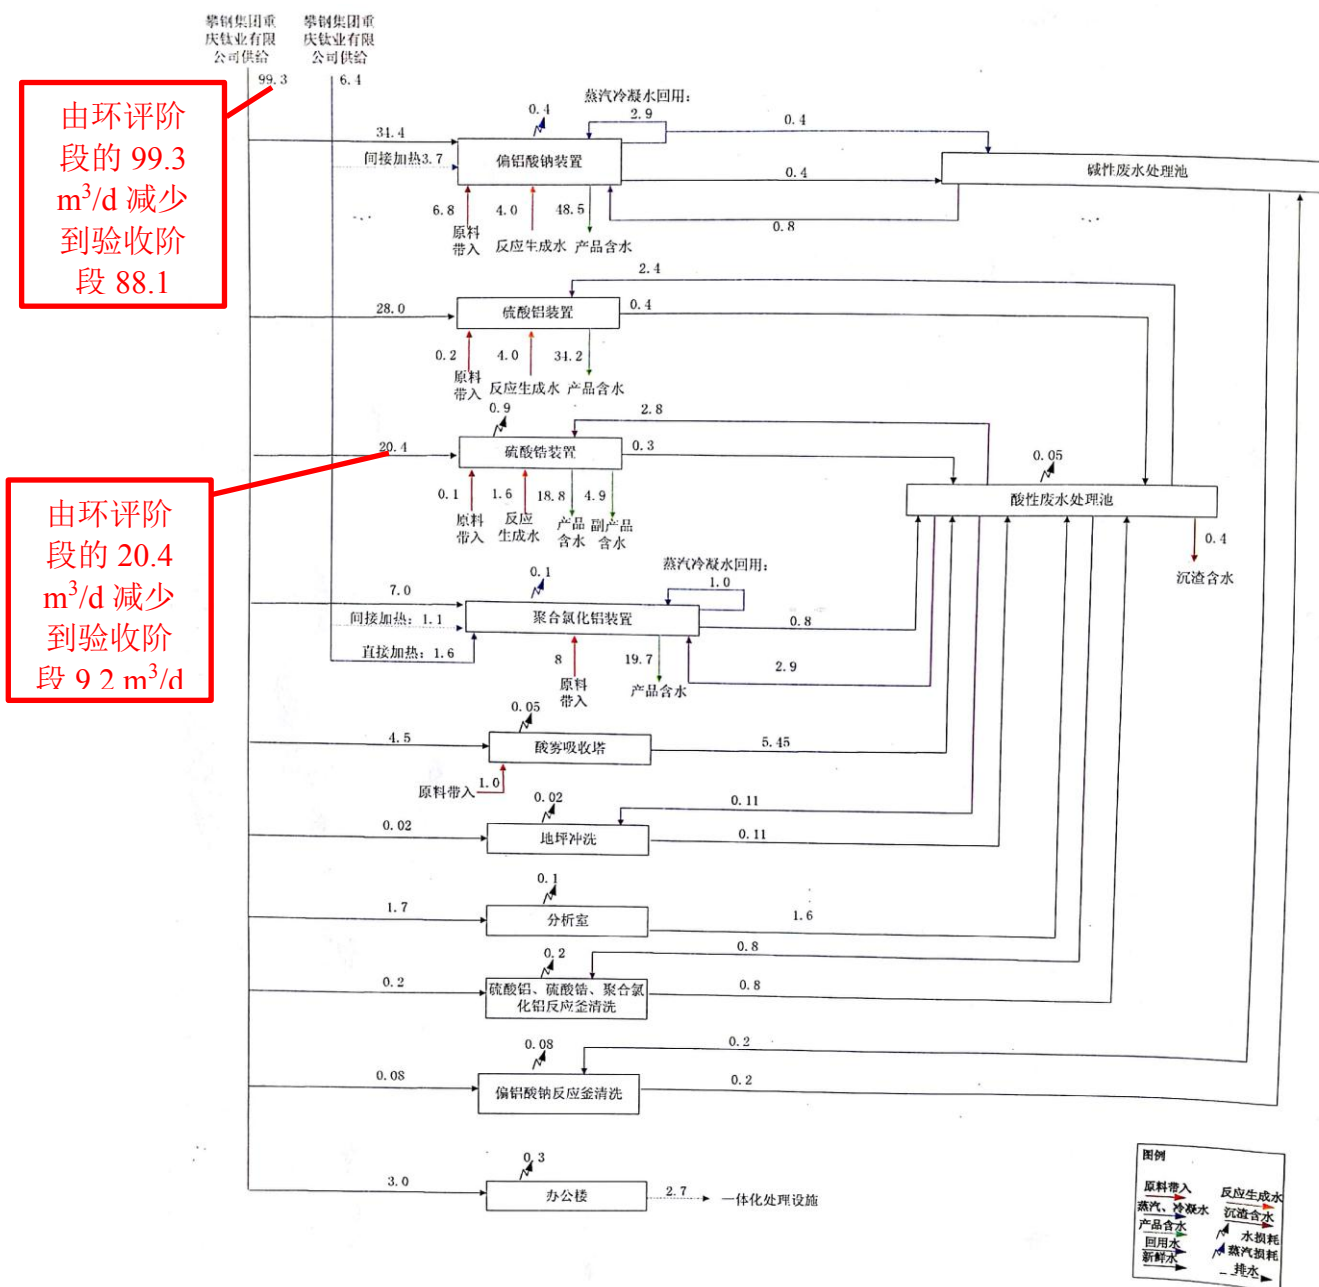 攀钢集团重
庆钛业有限
公司供给
攀钢集团重
庆钛业有限
公司供给
99.3
6.4
由环评阶
段的 99.3
m³/d 减少
到验收阶
段 88.1
蒸汽冷凝水回用：
0.4
2.9
0.4
31.4
间接加热3.7
偏铝酸钠装置
0.4
碱性废水处理池
6.8
4.0
48.5
0.8
原料
带入
反应生成水
产品含水
2.4
28.0
硫酸铝装置
0.4
0.2
4.0
34.2
原料
带入
反应生成水
产品含水
0.9
2.8
20.4
硫酸锆装置
0.3
0.05
0.1
1.6
18.8
4.9
原料
带入
反应
生成水
产品
含水
副产品
含水
酸性废水处理池
0.4
沉渣含水
由环评阶
段的 20.4
m³/d 减少
到验收阶
段 9.2 m³/d
蒸汽冷凝水回用：
0.1
1.0
7.0
间接加热：1.1
聚合氯化铝装置
0.8
直接加热：1.6
8
19.7
2.9
原料
带入
产品含水
0.05
4.5
酸雾吸收塔
5.45
原料带入
1.0
0.02
0.11
0.02
地坪冲洗
0.11
0.1
1.7
分析室
1.6
0.2
0.8
0.2
硫酸铝、硫酸锆、聚合氯
化铝反应釜清洗
0.8
0.08
0.2
0.08
偏铝酸钠反应釜清洗
0.2
0.3
3.0
办公楼
2.7
一体化处理设施
图例
原料带入
反应生成水
蒸汽、冷凝水
沉渣含水
产品含水
水损耗
回用水
蒸汽损耗
新鲜水
排水